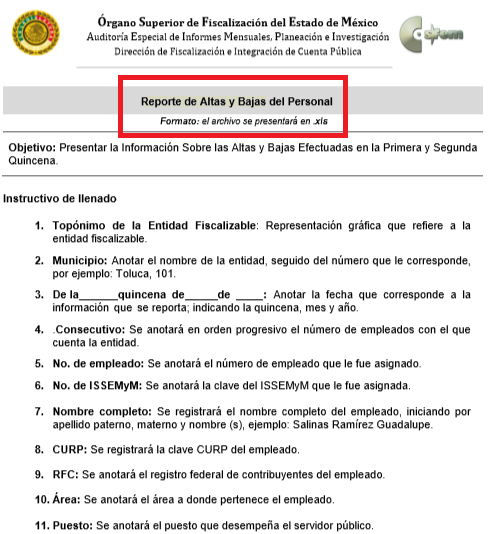 Órgano Superior de Fiscalización del Estado de México
Auditoría Especial de Informes Mensuales, Planeación e Investigación
Dirección de Fiscalización e Integración de Cuenta Pública
osfem
Reporte de Altas y Bajas del Personal
Formato: el archivo se presentará en .xls
Objetivo: Presentar la Información Sobre las Altas y Bajas Efectuadas en la Primera y Segunda
Quincena.
Instructivo de llenado
1. Topónimo de la Entidad Fiscalizable: Representación gráfica que refiere a la
entidad fiscalizable.
2. Municipio: Anotar el nombre de la entidad, seguido del número que le corresponde,
por ejemplo: Toluca, 101.
3. De la______quincena de_____de ____: Anotar la fecha que corresponde a la
información que se reporta; indicando la quincena, mes y año.
4. .Consecutivo: Se anotará en orden progresivo el número de empleados con el que
cuenta la entidad.
5. No. de empleado: Se anotará el número de empleado que le fue asignado.
6. No. de ISSEMyM: Se anotará la clave del ISSEMyM que le fue asignada.
7. Nombre completo: Se registrará el nombre completo del empleado, iniciando por
apellido paterno, materno y nombre (s), ejemplo: Salinas Ramírez Guadalupe.
8. CURP: Se registrará la clave CURP del empleado.
9. RFC: Se anotará el registro federal de contribuyentes del empleado.
10. Área: Se anotará el área a donde pertenece el empleado.
11. Puesto: Se anotará el puesto que desempeña el servidor público.